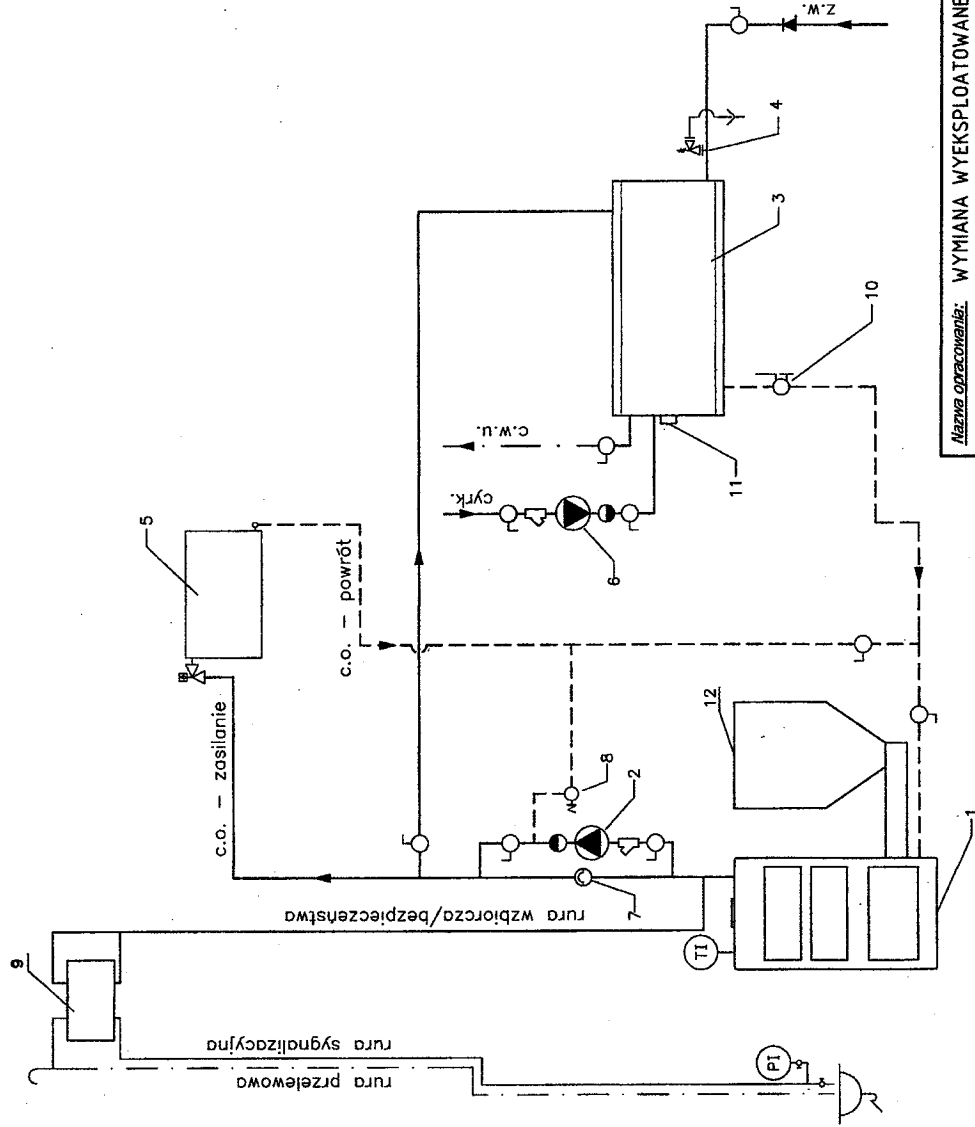 9
rura sygnalizacyjna
rura przelewowa
PI
rura wzbiorcza/bezpieczeństwa
TI
1
c.o. – zasilanie
5
c.o. – powrót
7
2
8
12
cyrk.
6
c.w.u.
11
10
3
4
z.w.
Nazwa opracowania: WYMIANA WYEKSPLOATOWANE